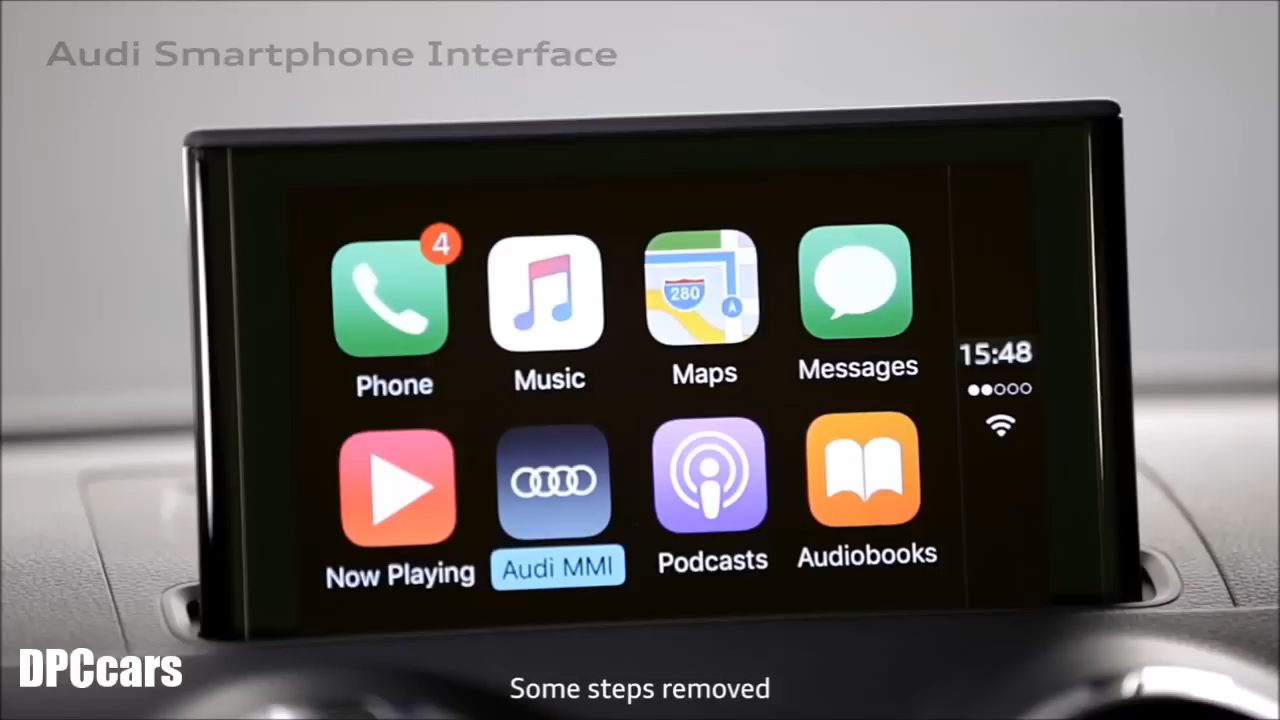 Audi Smartphone Interface
4
280
Phone
Music
Maps
Messages
15:48
Now Playing
Audi MMI
Podcasts
Audiobooks
DPCcars
Some steps removed